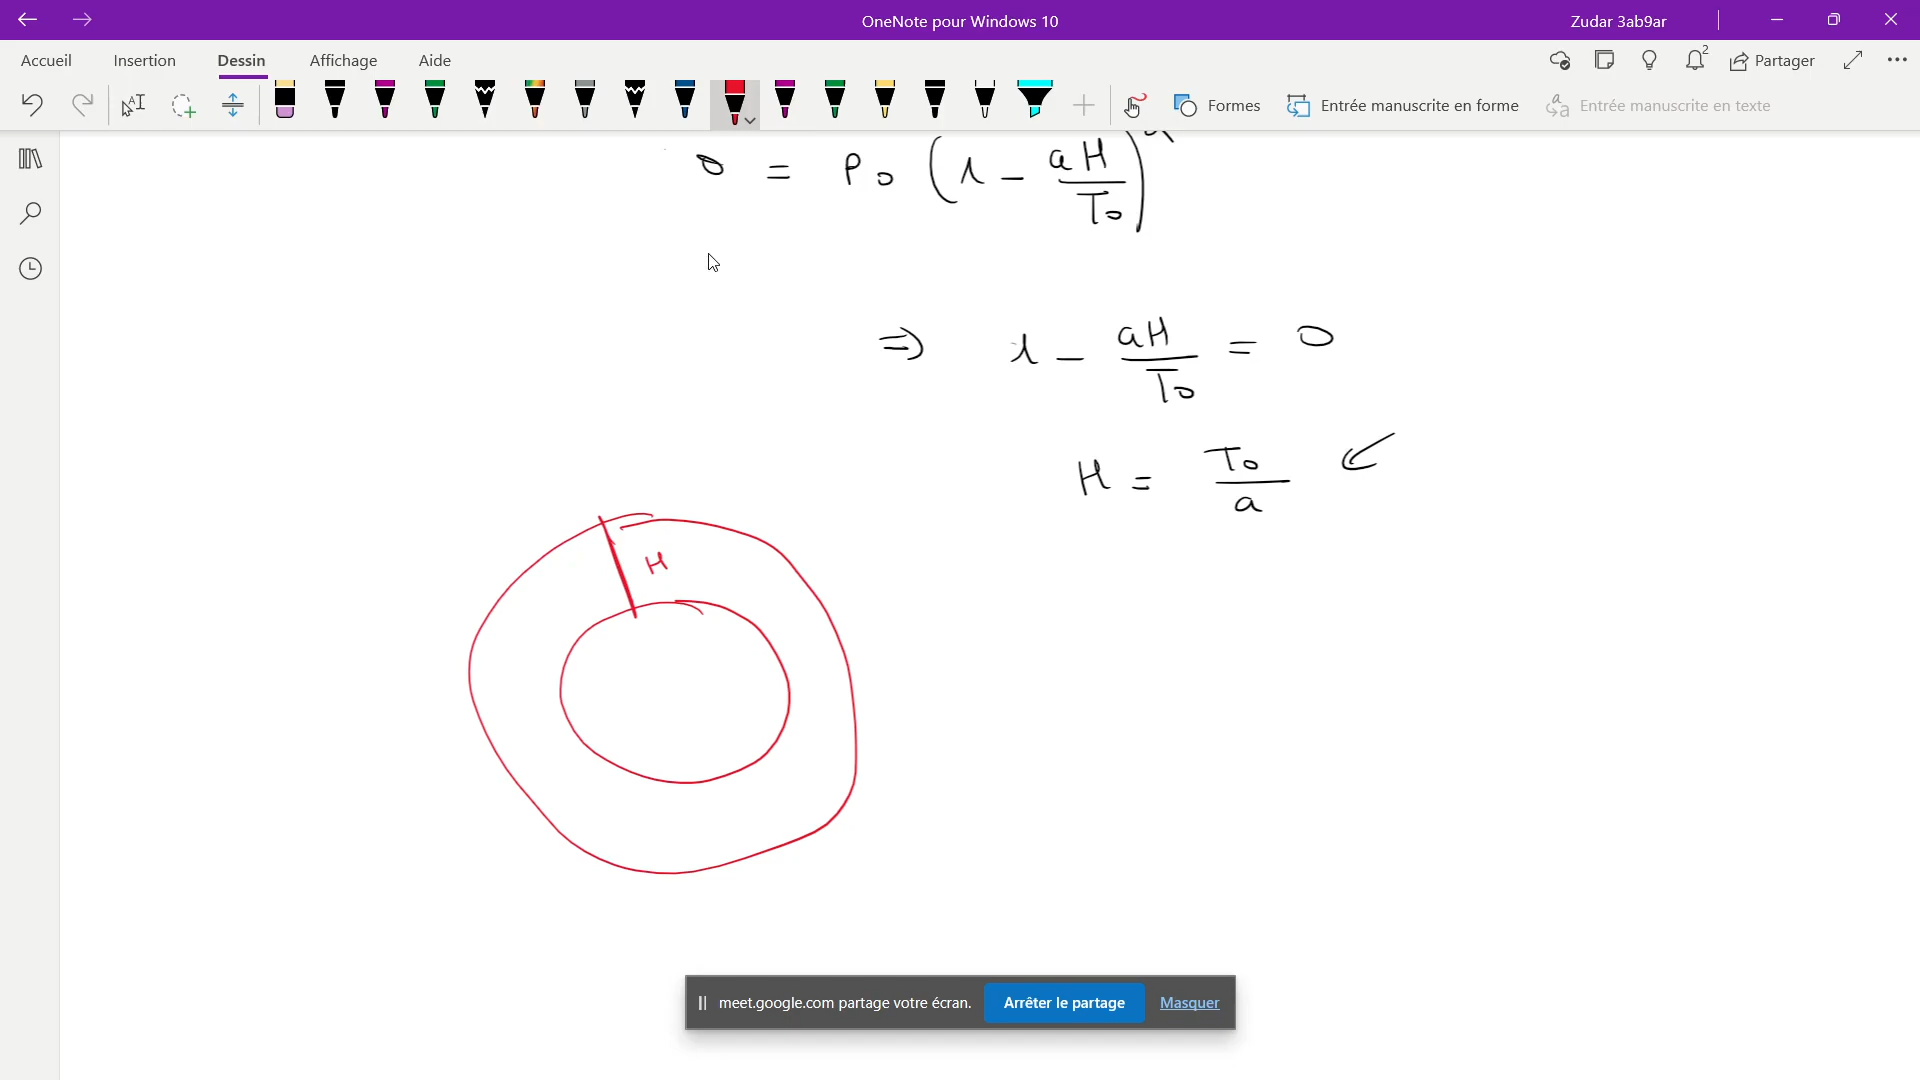 OneNote pour Windows 10
Zudar 3ab9ar
Accueil Insertion Dessin Affichage Aide
2 Partager
Formes Entrée manuscrite en forme Entrée manuscrite en texte
0 = P0 (1 - aH/T0)
⇒ 1 - aH/T0 = 0
H = T0/a
H
meet.google.com partage votre écran. Arrêter le partage Masquer